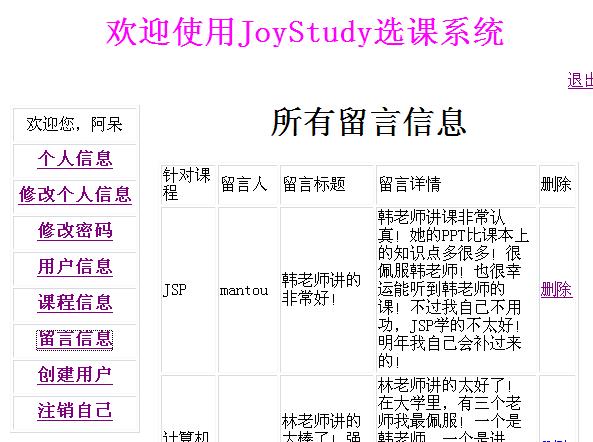 欢迎使用JoyStudy选课系统
退出
欢迎您，阿呆
个人信息
修改个人信息
修改密码
用户信息
课程信息
留言信息
创建用户
注销自己
所有留言信息
针对课
程
留言人
留言标题
留言详情
删除
JSP
mantou
韩老师讲的
非常好！
韩老师讲课非常认
真！她的PPT比课本上
的知识点多很多！很
佩服韩老师！也很幸
运能听到韩老师的
课！不过我自己不用
功，JSP学的不太好！
明年我自己会补过来
的！
删除
计算机
林老师讲的
太棒了！强
林老师讲的太好了！
在大学里，有三个老
师我最佩服！一个是
韩老师，一个是讲